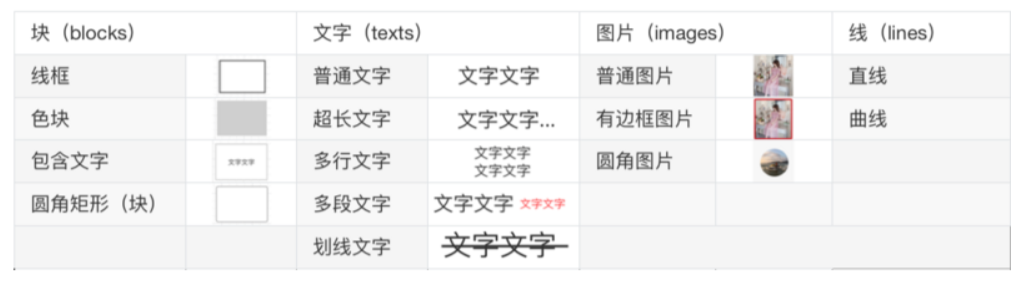 块（blocks） 文字（texts） 图片（images） 线（lines）
线框 普通文字 文字文字 普通图片 直线
色块 超长文字 文字文字... 有边框图片 曲线
包含文字 文字文字 多行文字 文字文字 圆角图片
文字文字
圆角矩形（块） 多段文字 文字文字 文字文字
划线文字 文字文字